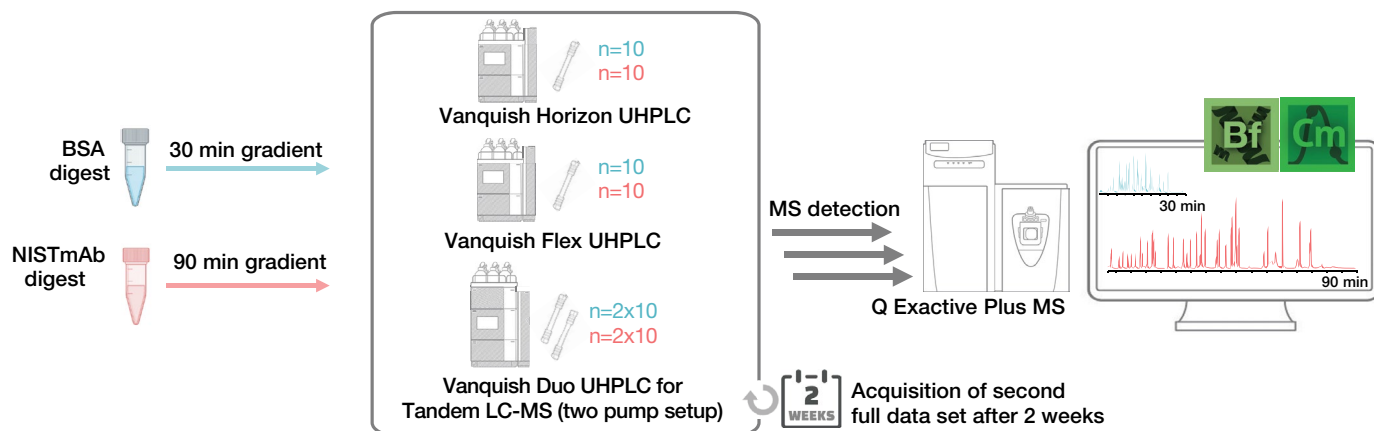 BSA
digest
30 min gradient
NISTmAb
digest
90 min gradient
n=10
n=10
Vanquish Horizon UHPLC
n=10
n=10
Vanquish Flex UHPLC
n=2x10
n=2x10
Vanquish Duo UHPLC for
Tandem LC-MS (two pump setup)
MS detection
Q Exactive Plus MS
Bf
Cm
30 min
90 min
2
WEEKS
Acquisition of second
full data set after 2 weeks